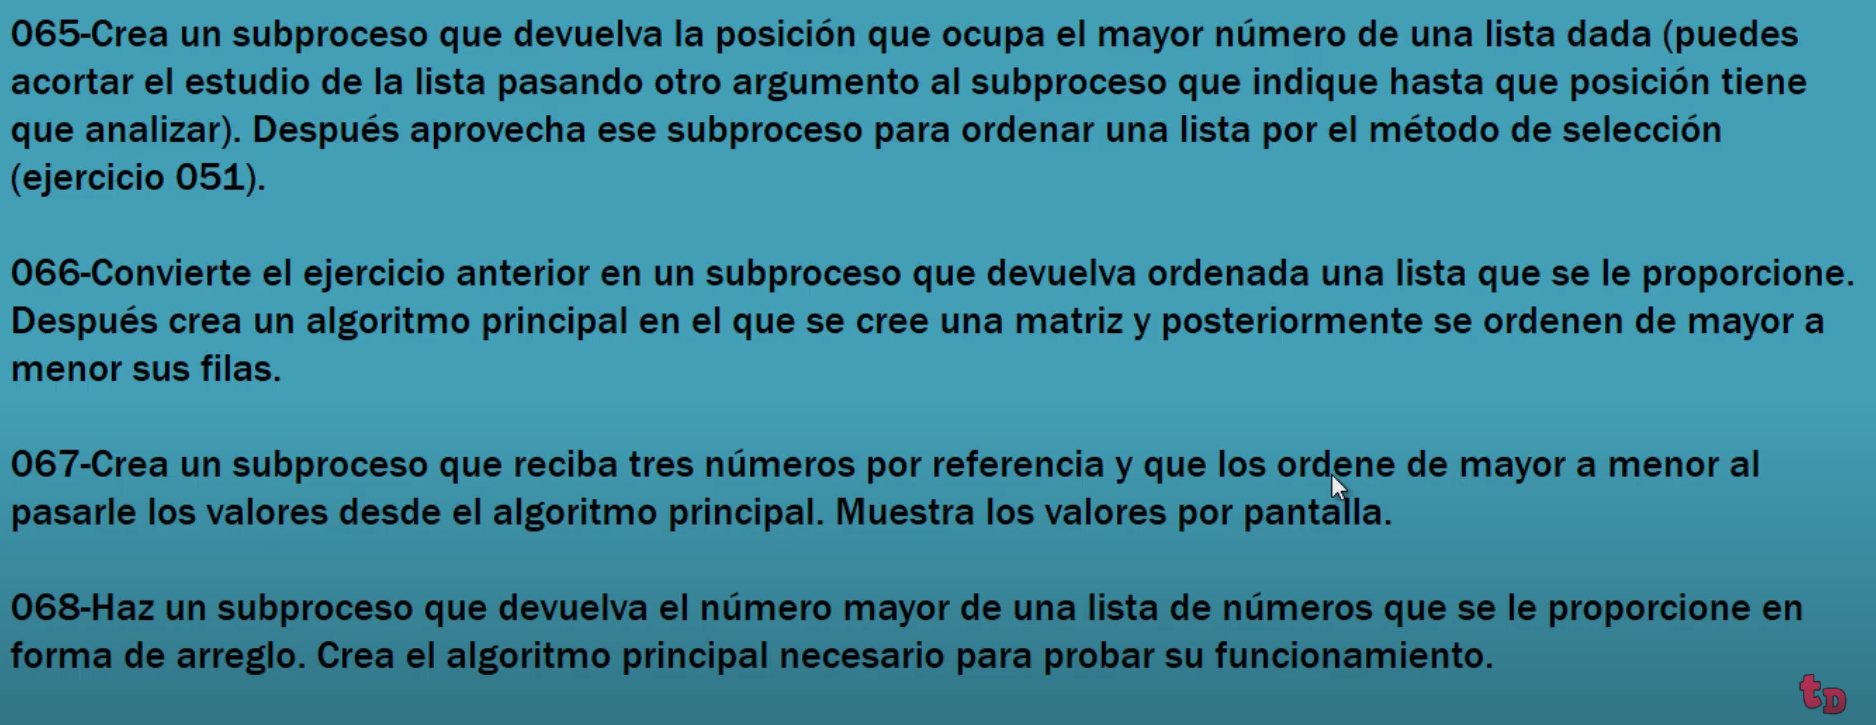 065-Crea un subproceso que devuelva la posición que ocupa el mayor número de una lista dada (puedes
acortar el estudio de la lista pasando otro argumento al subproceso que indique hasta que posición tiene
que analizar). Después aprovecha ese subproceso para ordenar una lista por el método de selección
(ejercicio 051).
066-Convierte el ejercicio anterior en un subproceso que devuelva ordenada una lista que se le proporcione.
Después crea un algoritmo principal en el que se cree una matriz y posteriormente se ordenen de mayor a
menor sus filas.
067-Crea un subproceso que reciba tres números por referencia y que los ordene de mayor a menor al
pasarle los valores desde el algoritmo principal. Muestra los valores por pantalla.
068-Haz un subproceso que devuelva el número mayor de una lista de números que se le proporcione en
forma de arreglo. Crea el algoritmo principal necesario para probar su funcionamiento.
tD